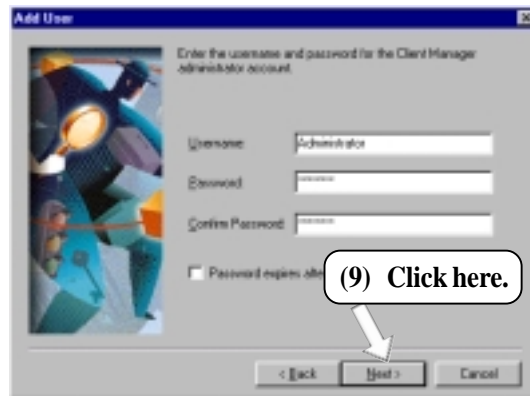 Add User
Enter the username and password for the Client Manager
administrator account.
Username:
Administrator
Password:
*******
Confirm Password:
*******
Password expires after
(9) Click here.
< Back
Next >
Cancel